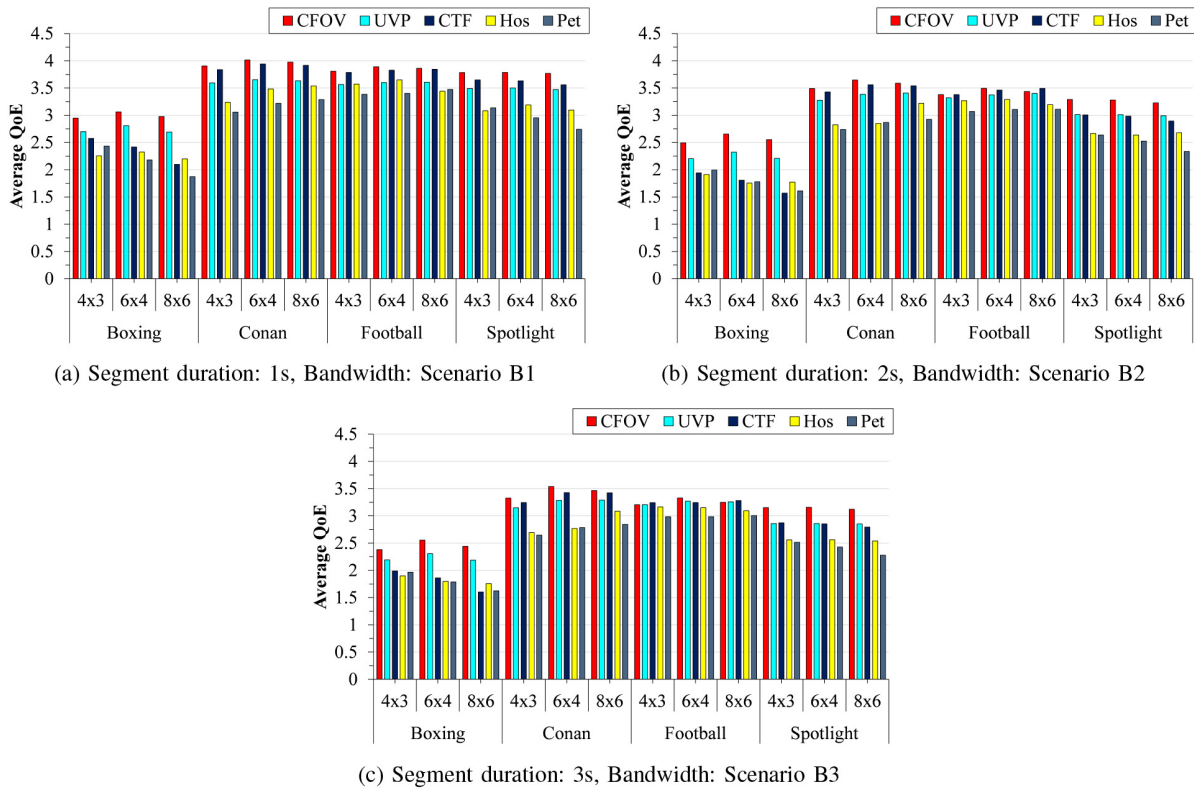 CFOV UVP CTF Hos Pet
4.5
4
3.5
3
2.5
2
1.5
1
0.5
0
Average QoE
4x3 6x4 8x6 4x3 6x4 8x6 4x3 6x4 8x6 4x3 6x4 8x6
Boxing Conan Football Spotlight
(a) Segment duration: 1s, Bandwidth: Scenario B1
CFOV UVP CTF Hos Pet
4.5
4
3.5
3
2.5
2
1.5
1
0.5
0
Average QoE
4x3 6x4 8x6 4x3 6x4 8x6 4x3 6x4 8x6 4x3 6x4 8x6
Boxing Conan Football Spotlight
(b) Segment duration: 2s, Bandwidth: Scenario B2
CFOV UVP CTF Hos Pet
4.5
4
3.5
3
2.5
2
1.5
1
0.5
0
Average QoE
4x3 6x4 8x6 4x3 6x4 8x6 4x3 6x4 8x6 4x3 6x4 8x6
Boxing Conan Football Spotlight
(c) Segment duration: 3s, Bandwidth: Scenario B3